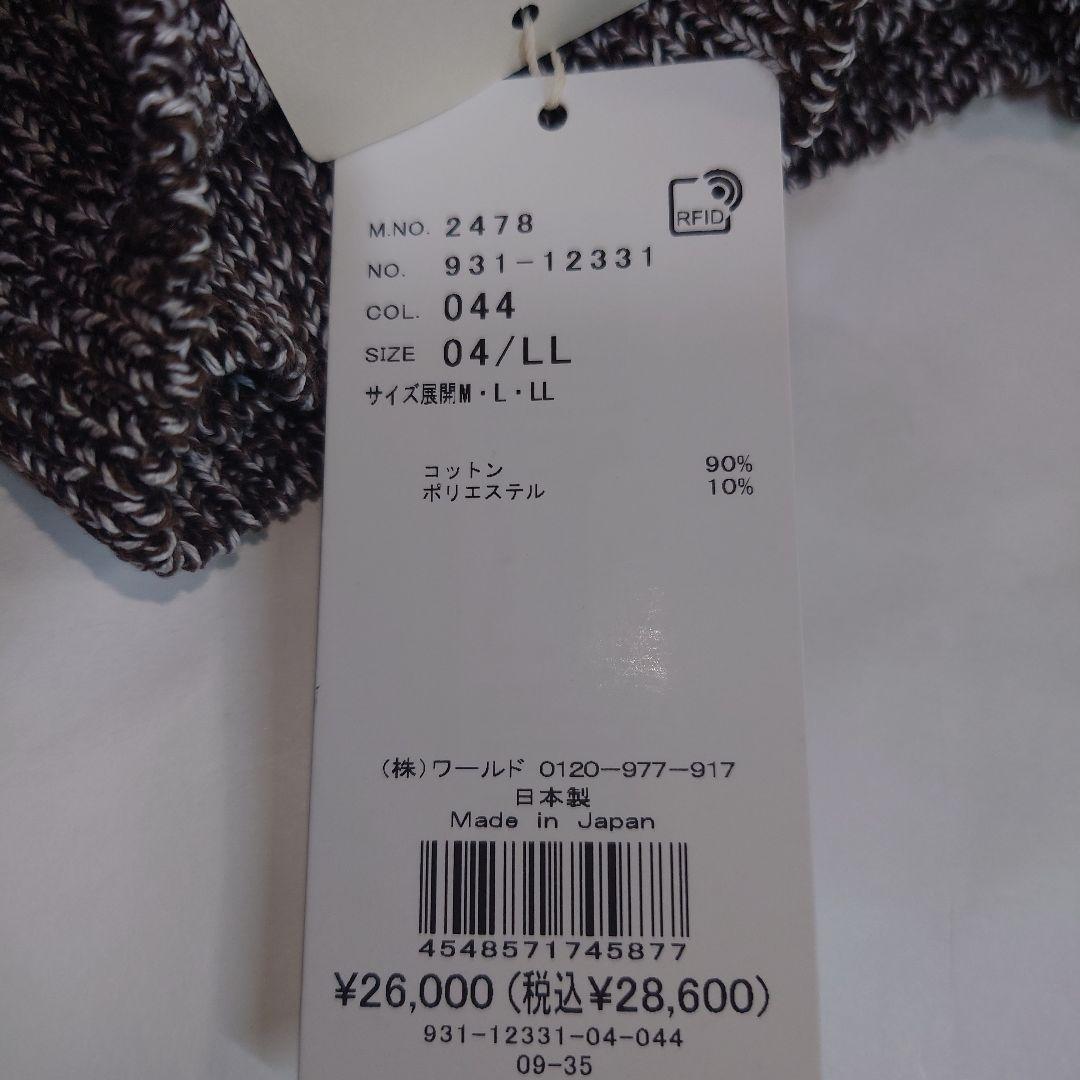 RFID
M.NO. 2478
NO. 931-12331
COL. 044
SIZE 04/LL
サイズ展開M・L・LL
コットン 90%
ポリエステル 10%
(株)ワールド 0120-977-917
日本製
Made in Japan
4548571745877
¥26,000(税込¥28,600)
931-12331-04-044
09-35